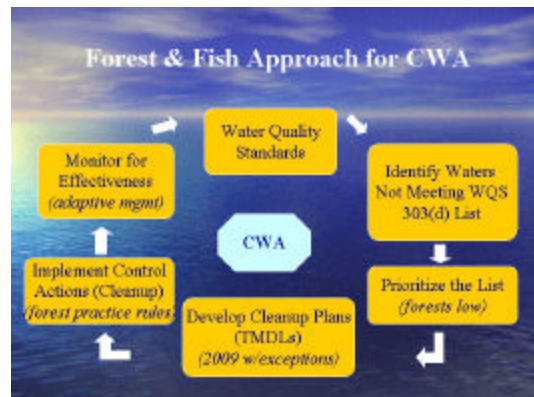 Forest & Fish Approach for CWA
Water Quality
Standards
Identify Waters
Not Meeting WQS
303(d) List
Prioritize the List
(forests low)
Develop Cleanup Plans
(TMDLs)
(2009 w/exceptions)
Implement Control
Actions (Cleanup)
(forest practice rules)
Monitor for
Effectiveness
(adaptive mgmt)
CWA